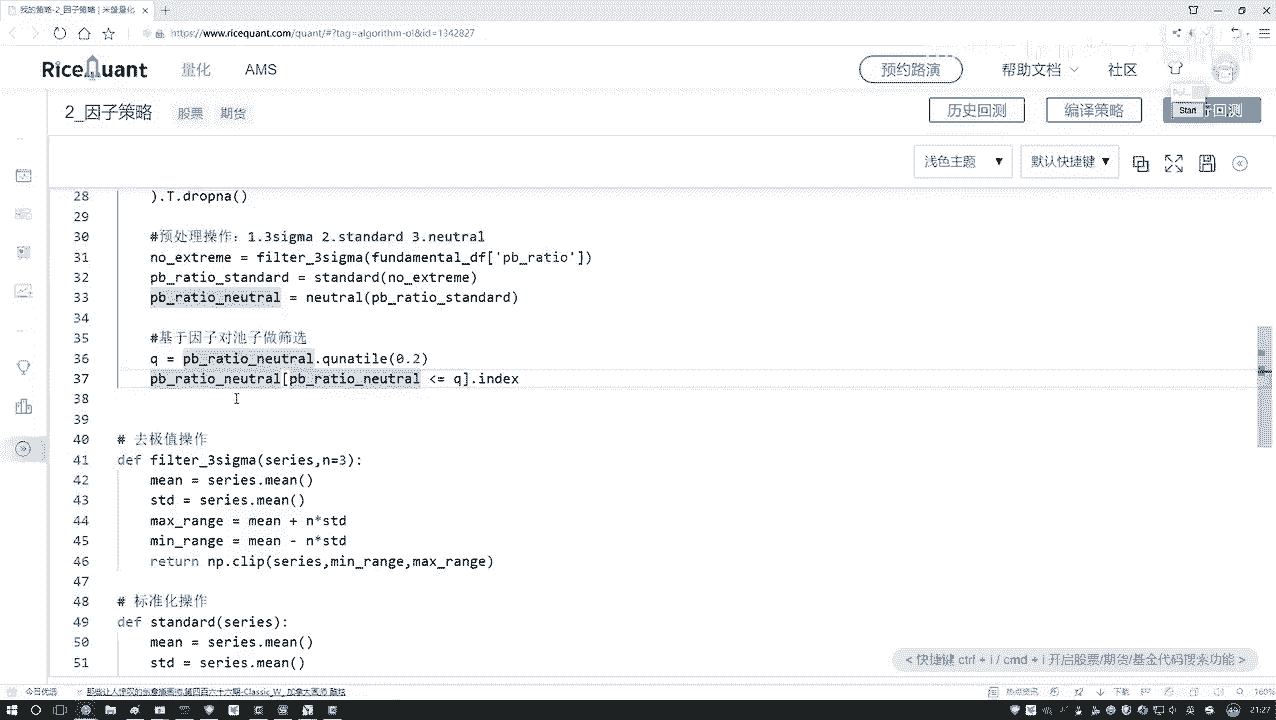 我的策略-2_因子策略 | 米筐量化
https://www.ricequant.com/quant/#?tag=algorithm-ol&id=1342827
RiceQuant 量化 AMS 预约路演 帮助文档 社区
2_因子策略 股票 期货 历史回测 编译策略 回测
Start
浅色主题 ▼ 默认快捷键 ▼
28 ).T.dropna()
29
30 #预处理操作：1.3sigma 2.standard 3.neutral
31 no_extreme = filter_3sigma(fundamental_df['pb_ratio'])
32 pb_ratio_standard = standard(no_extreme)
33 pb_ratio_neutral = neutral(pb_ratio_standard)
34
35 #基于因子对池子做筛选
36 q = pb_ratio_neutral.qunatile(0.2)
37 pb_ratio_neutral[pb_ratio_neutral <= q].index
38
39
40 # 去极值操作
41 def filter_3sigma(series,n=3):
42 mean = series.mean()
43 std = series.mean()
44 max_range = mean + n*std
45 min_range = mean - n*std
46 return np.clip(series,min_range,max_range)
47
48 # 标准化操作
49 def standard(series):
50 mean = series.mean()
51 std = series.mean()
< 快捷键 ctrl + i / cmd + i 开启股票/期货/基金代码搜索功能 >
今日优选
热点资讯 下载 160%
21:27